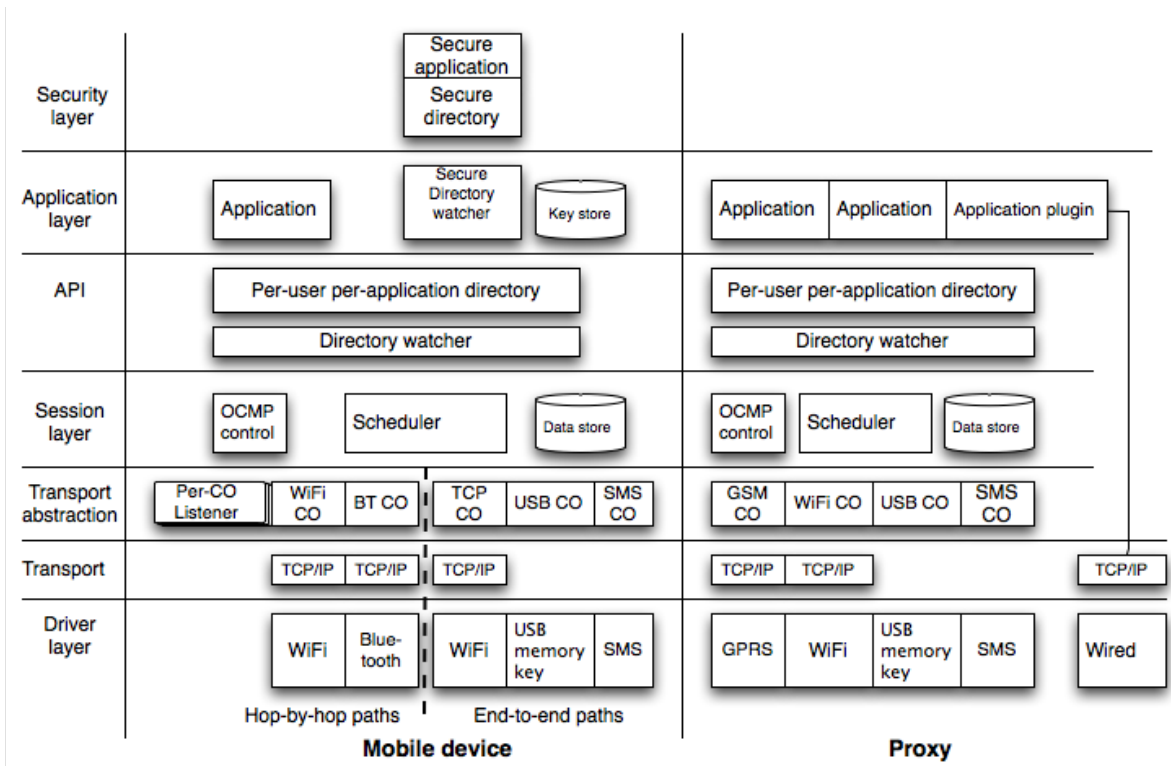 Security
layer
Secure
application
Secure
directory
Application
layer
Application
Secure
Directory
watcher
Key store
Application
Application
Application plugin
API
Per-user per-application directory
Per-user per-application directory
Directory watcher
Directory watcher
Session
layer
OCMP
control
Scheduler
Data store
OCMP
control
Scheduler
Data store
Transport
abstraction
Per-CO
Listener
WiFi
CO
BT CO
TCP
CO
USB CO
SMS
CO
GSM
CO
WiFi CO
USB CO
SMS
CO
Transport
TCP/IP
TCP/IP
TCP/IP
TCP/IP
TCP/IP
TCP/IP
Driver
layer
WiFi
Blue-
tooth
WiFi
USB
memory
key
SMS
GPRS
WiFi
USB
memory
key
SMS
Wired
Hop-by-hop paths
End-to-end paths
Mobile device
Proxy